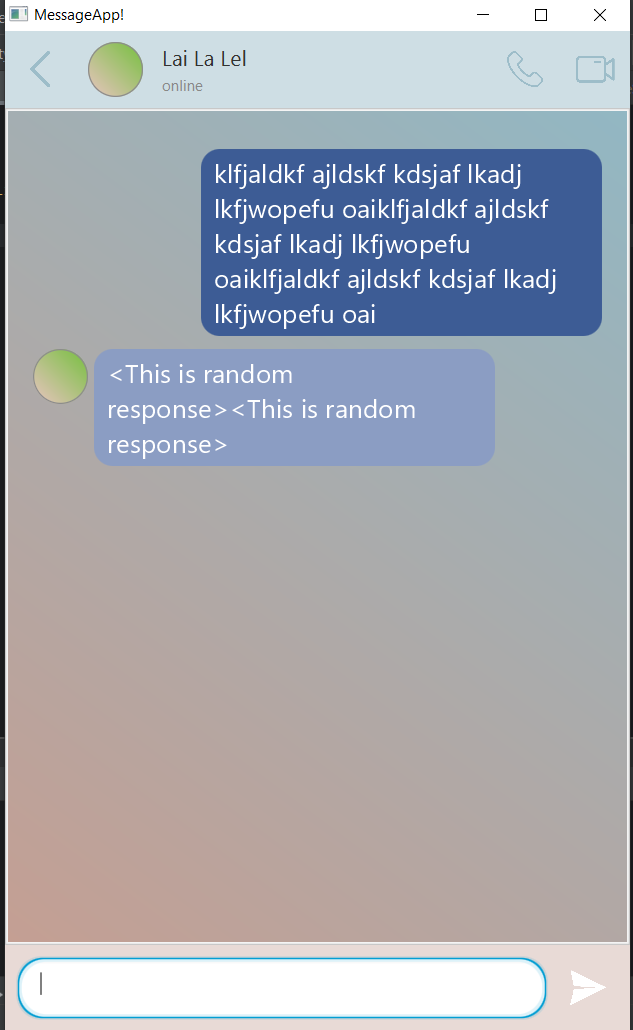 MessageApp!
Lai La Lel
online
klfjaldkf ajldskf kdsjaf lkadj
lkfjwopefu oaiklfjaldkf ajldskf
kdsjaf lkadj lkfjwopefu
oaiklfjaldkf ajldskf kdsjaf lkadj
lkfjwopefu oai
<This is random
response><This is random
response>